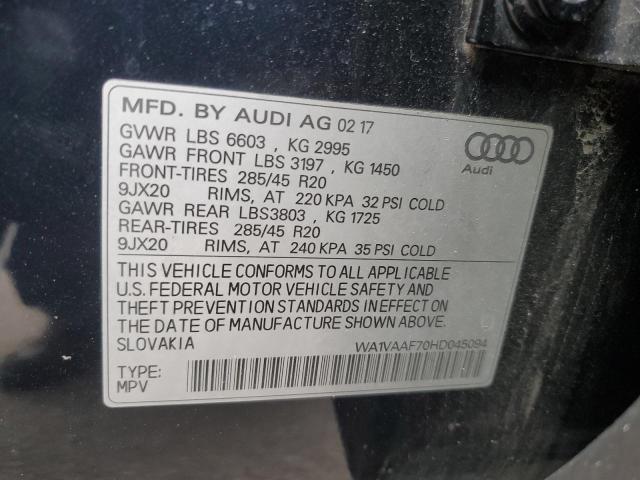 MFD. BY AUDI AG 02 17
GVWR LBS 6603 , KG 2995
GAWR FRONT LBS 3197 , KG 1450
FRONT-TIRES 285/45 R20
9JX20 RIMS, AT 220 KPA 32 PSI COLD
GAWR REAR LBS3803 , KG 1725
REAR-TIRES 285/45 R20
9JX20 RIMS, AT 240 KPA 35 PSI COLD
Audi
THIS VEHICLE CONFORMS TO ALL APPLICABLE
U.S. FEDERAL MOTOR VEHICLE SAFETY AND
THEFT PREVENTION STANDARDS IN EFFECT ON
THE DATE OF MANUFACTURE SHOWN ABOVE.
SLOVAKIA WA1VAAF70HD045094
TYPE:
MPV